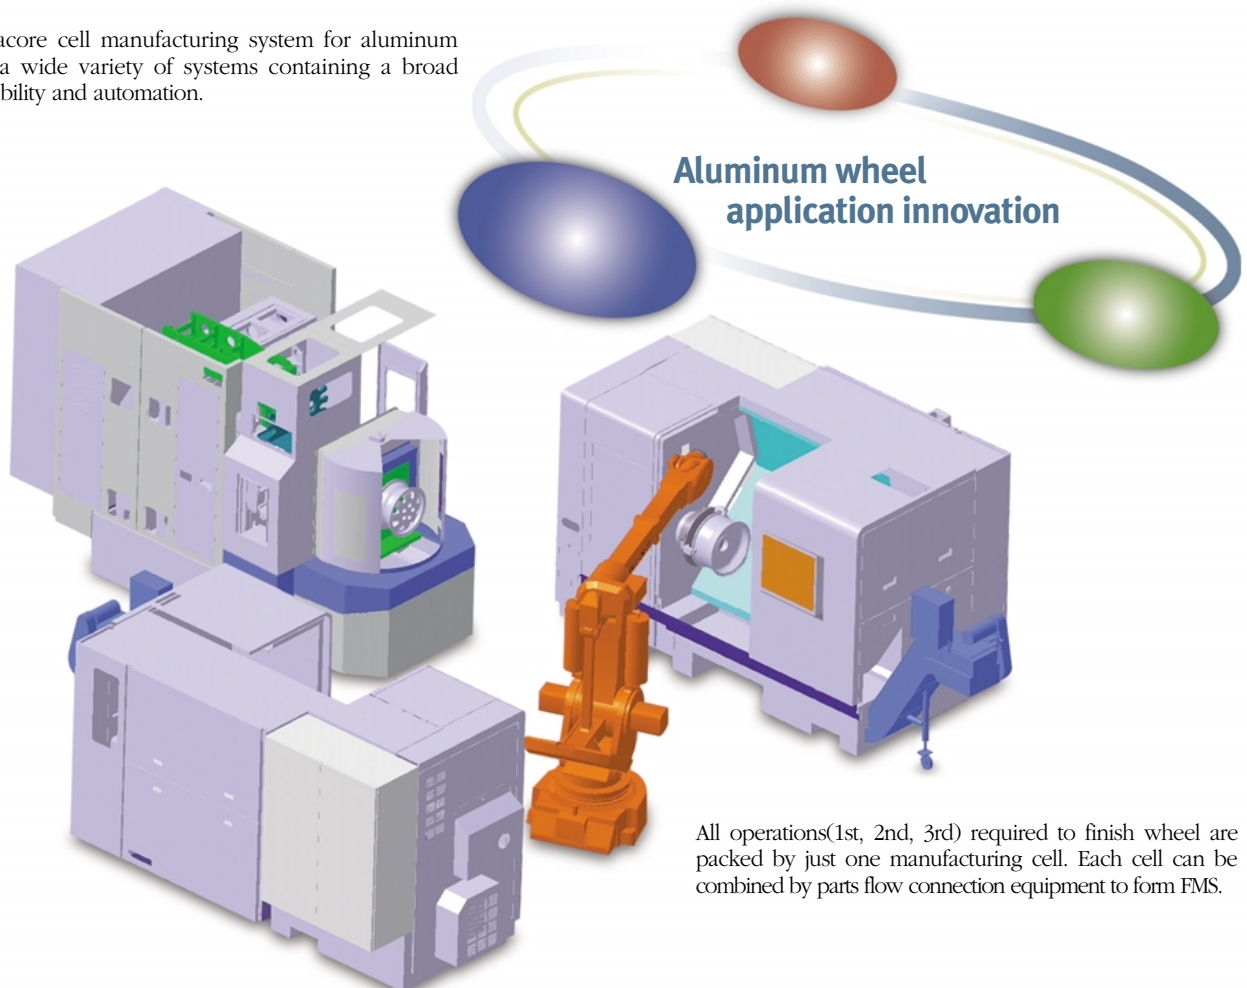 acore cell manufacturing system for aluminum
a wide variety of systems containing a broad
bility and automation.
Aluminum wheel
application innovation
All operations(1st, 2nd, 3rd) required to finish wheel are
packed by just one manufacturing cell. Each cell can be
combined by parts flow connection equipment to form FMS.